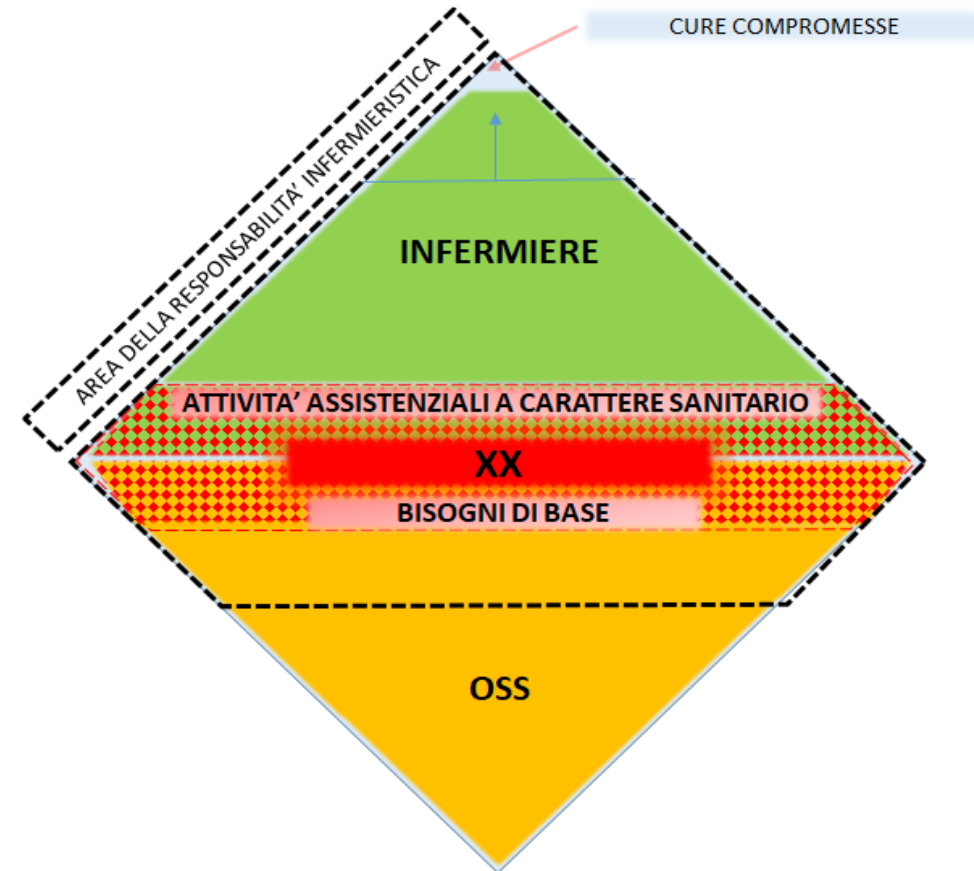 CURE COMPROMESSE
AREA DELLA RESPONSABILITA' INFERMIERISTICA
INFERMIERE
ATTIVITA' ASSISTENZIALI A CARATTERE SANITARIO
XX
BISOGNI DI BASE
OSS